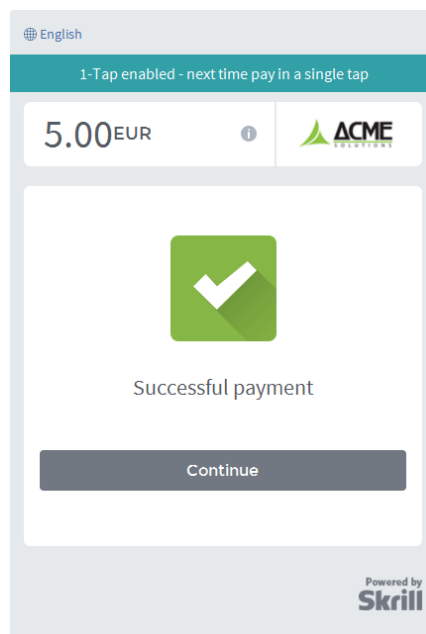 English
1-Tap enabled - next time pay in a single tap
5.00EUR
i
ACME
SOLUTIONS
Successful payment
Continue
Powered by
Skrill